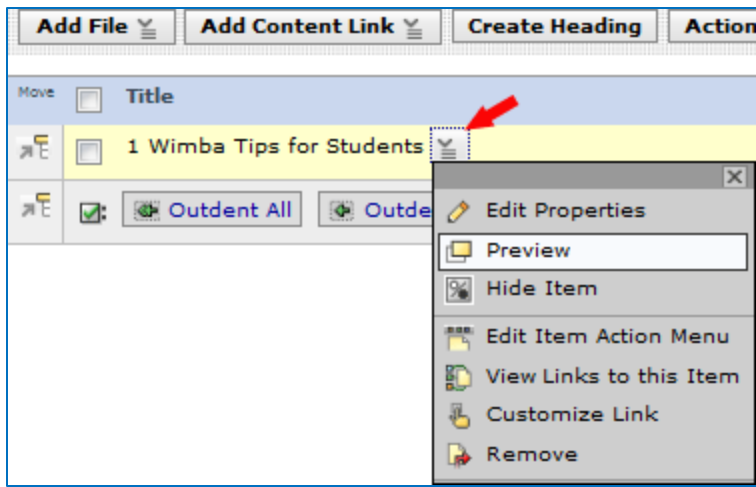 Add File Add Content Link Create Heading Action
Move Title
1 Wimba Tips for Students
Outdent All Outde
Edit Properties
Preview
Hide Item
Edit Item Action Menu
View Links to this Item
Customize Link
Remove